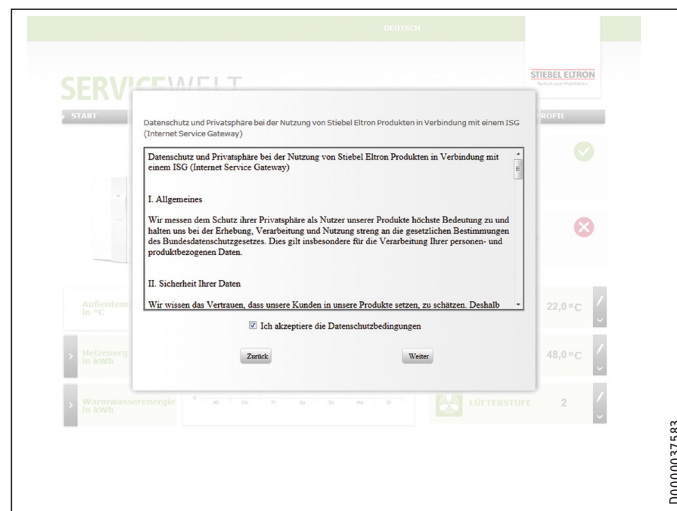 DEUTSCH
STIEBEL ELTRON
SERVICEWELT
START
PROFIL
Datenschutz und Privatsphäre bei der Nutzung von Stiebel Eltron Produkten in Verbindung mit einem ISG
(Internet Service Gateway)
Datenschutz und Privatsphäre bei der Nutzung von Stiebel Eltron Produkten in Verbindung mit
einem ISG (Internet Service Gateway)
I. Allgemeines
Wir messen dem Schutz ihrer Privatsphäre als Nutzer unserer Produkte höchste Bedeutung zu und
halten uns bei der Erhebung, Verarbeitung und Nutzung streng an die gesetzlichen Bestimmungen
des Bundesdatenschutzgesetzes. Dies gilt insbesondere für die Verarbeitung Ihrer personen- und
produktbezogenen Daten.
II. Sicherheit Ihrer Daten
Wir wissen das Vertrauen, dass unsere Kunden in unsere Produkte setzen, zu schätzen. Deshalb
Ich akzeptiere die Datenschutzbedingungen
Zurück Weiter
Außentem
in °C
22,0 °C
Heizenerg
in kWh
48,0 °C
Warmwasserenergie
in kWh
LÜFTERSTUFE 2
D0000037583